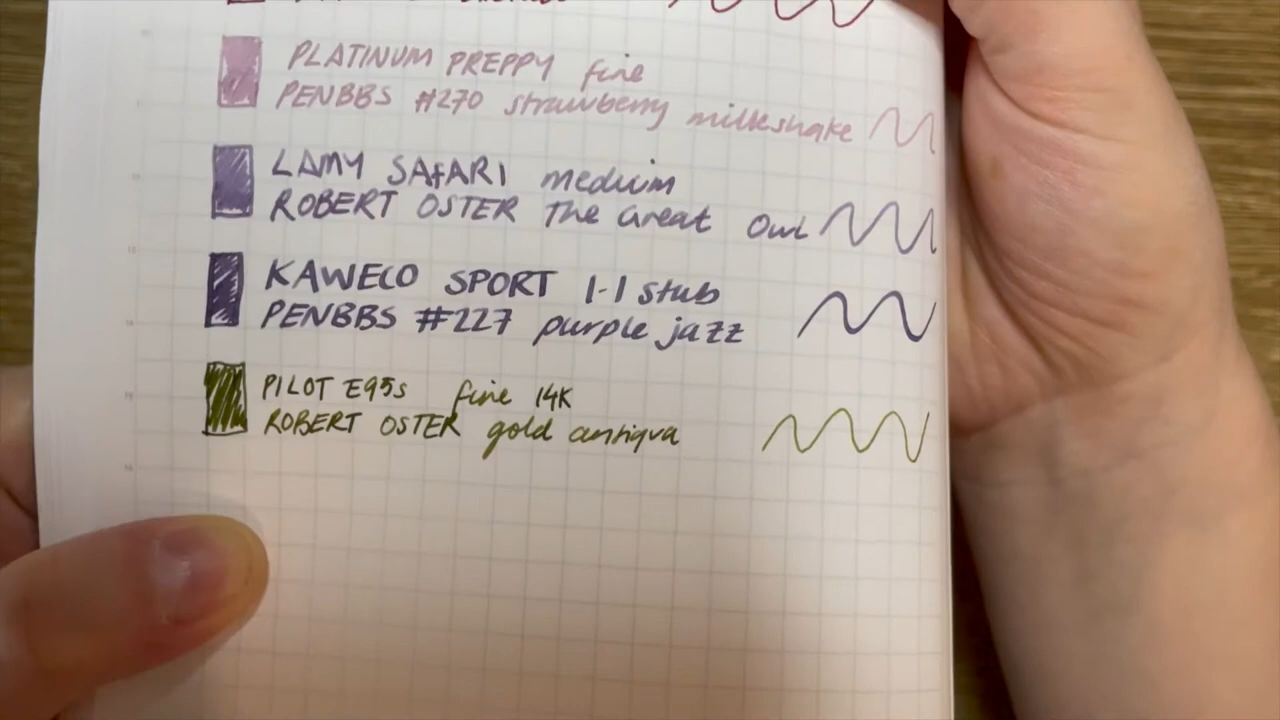 PLATINUM PREPPY fine
PENBBS #270 strawberry milkshake
LAMY SAfARI medium
ROBERT OSTER The Great Owl
KAWECO SPORT 1.1 stub
PENBBS #227 purple jazz
PILOT E95s fine 14K
ROBERT OSTER gold antiqua